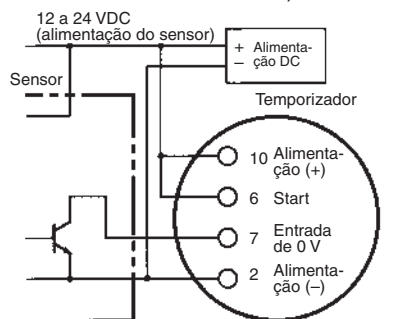 12 a 24 VDC
(alimentação do sensor)
+ Alimenta-
– ção DC
Sensor
Temporizador
10 Alimenta-
ção (+)
6 Start
7 Entrada
de 0 V
2 Alimenta-
ção (–)